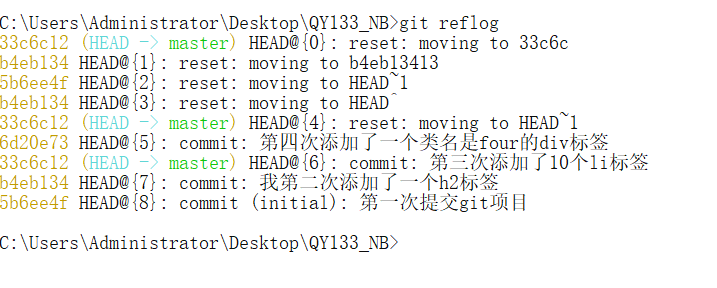 C:\Users\Administrator\Desktop\QY133_NB>git reflog
33c6c12 (HEAD -> master) HEAD@{0}: reset: moving to 33c6c
b4eb134 HEAD@{1}: reset: moving to b4eb13413
5b6ee4f HEAD@{2}: reset: moving to HEAD~1
b4eb134 HEAD@{3}: reset: moving to HEAD^
33c6c12 (HEAD -> master) HEAD@{4}: reset: moving to HEAD~1
6d20e73 HEAD@{5}: commit: 第四次添加了一个类名是four的div标签
33c6c12 (HEAD -> master) HEAD@{6}: commit: 第三次添加了10个li标签
b4eb134 HEAD@{7}: commit: 我第二次添加了一个h2标签
5b6ee4f HEAD@{8}: commit (initial): 第一次提交git项目
C:\Users\Administrator\Desktop\QY133_NB>